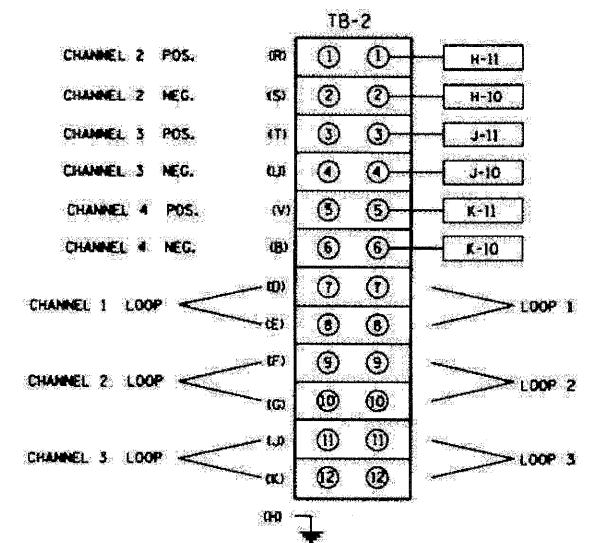 TB-2
CHANNEL 2 POS. (R) 1 1 H-11
CHANNEL 2 NEG. (S) 2 2 H-10
CHANNEL 3 POS. (T) 3 3 J-11
CHANNEL 3 NEG. (U) 4 4 J-10
CHANNEL 4 POS. (V) 5 5 K-11
CHANNEL 4 NEG. (B) 6 6 K-10
(D) 7 7
CHANNEL 1 LOOP LOOP 1
(E) 8 8
(F) 9 9
CHANNEL 2 LOOP LOOP 2
(G) 10 10
(J) 11 11
CHANNEL 3 LOOP LOOP 3
(K) 12 12
(H)